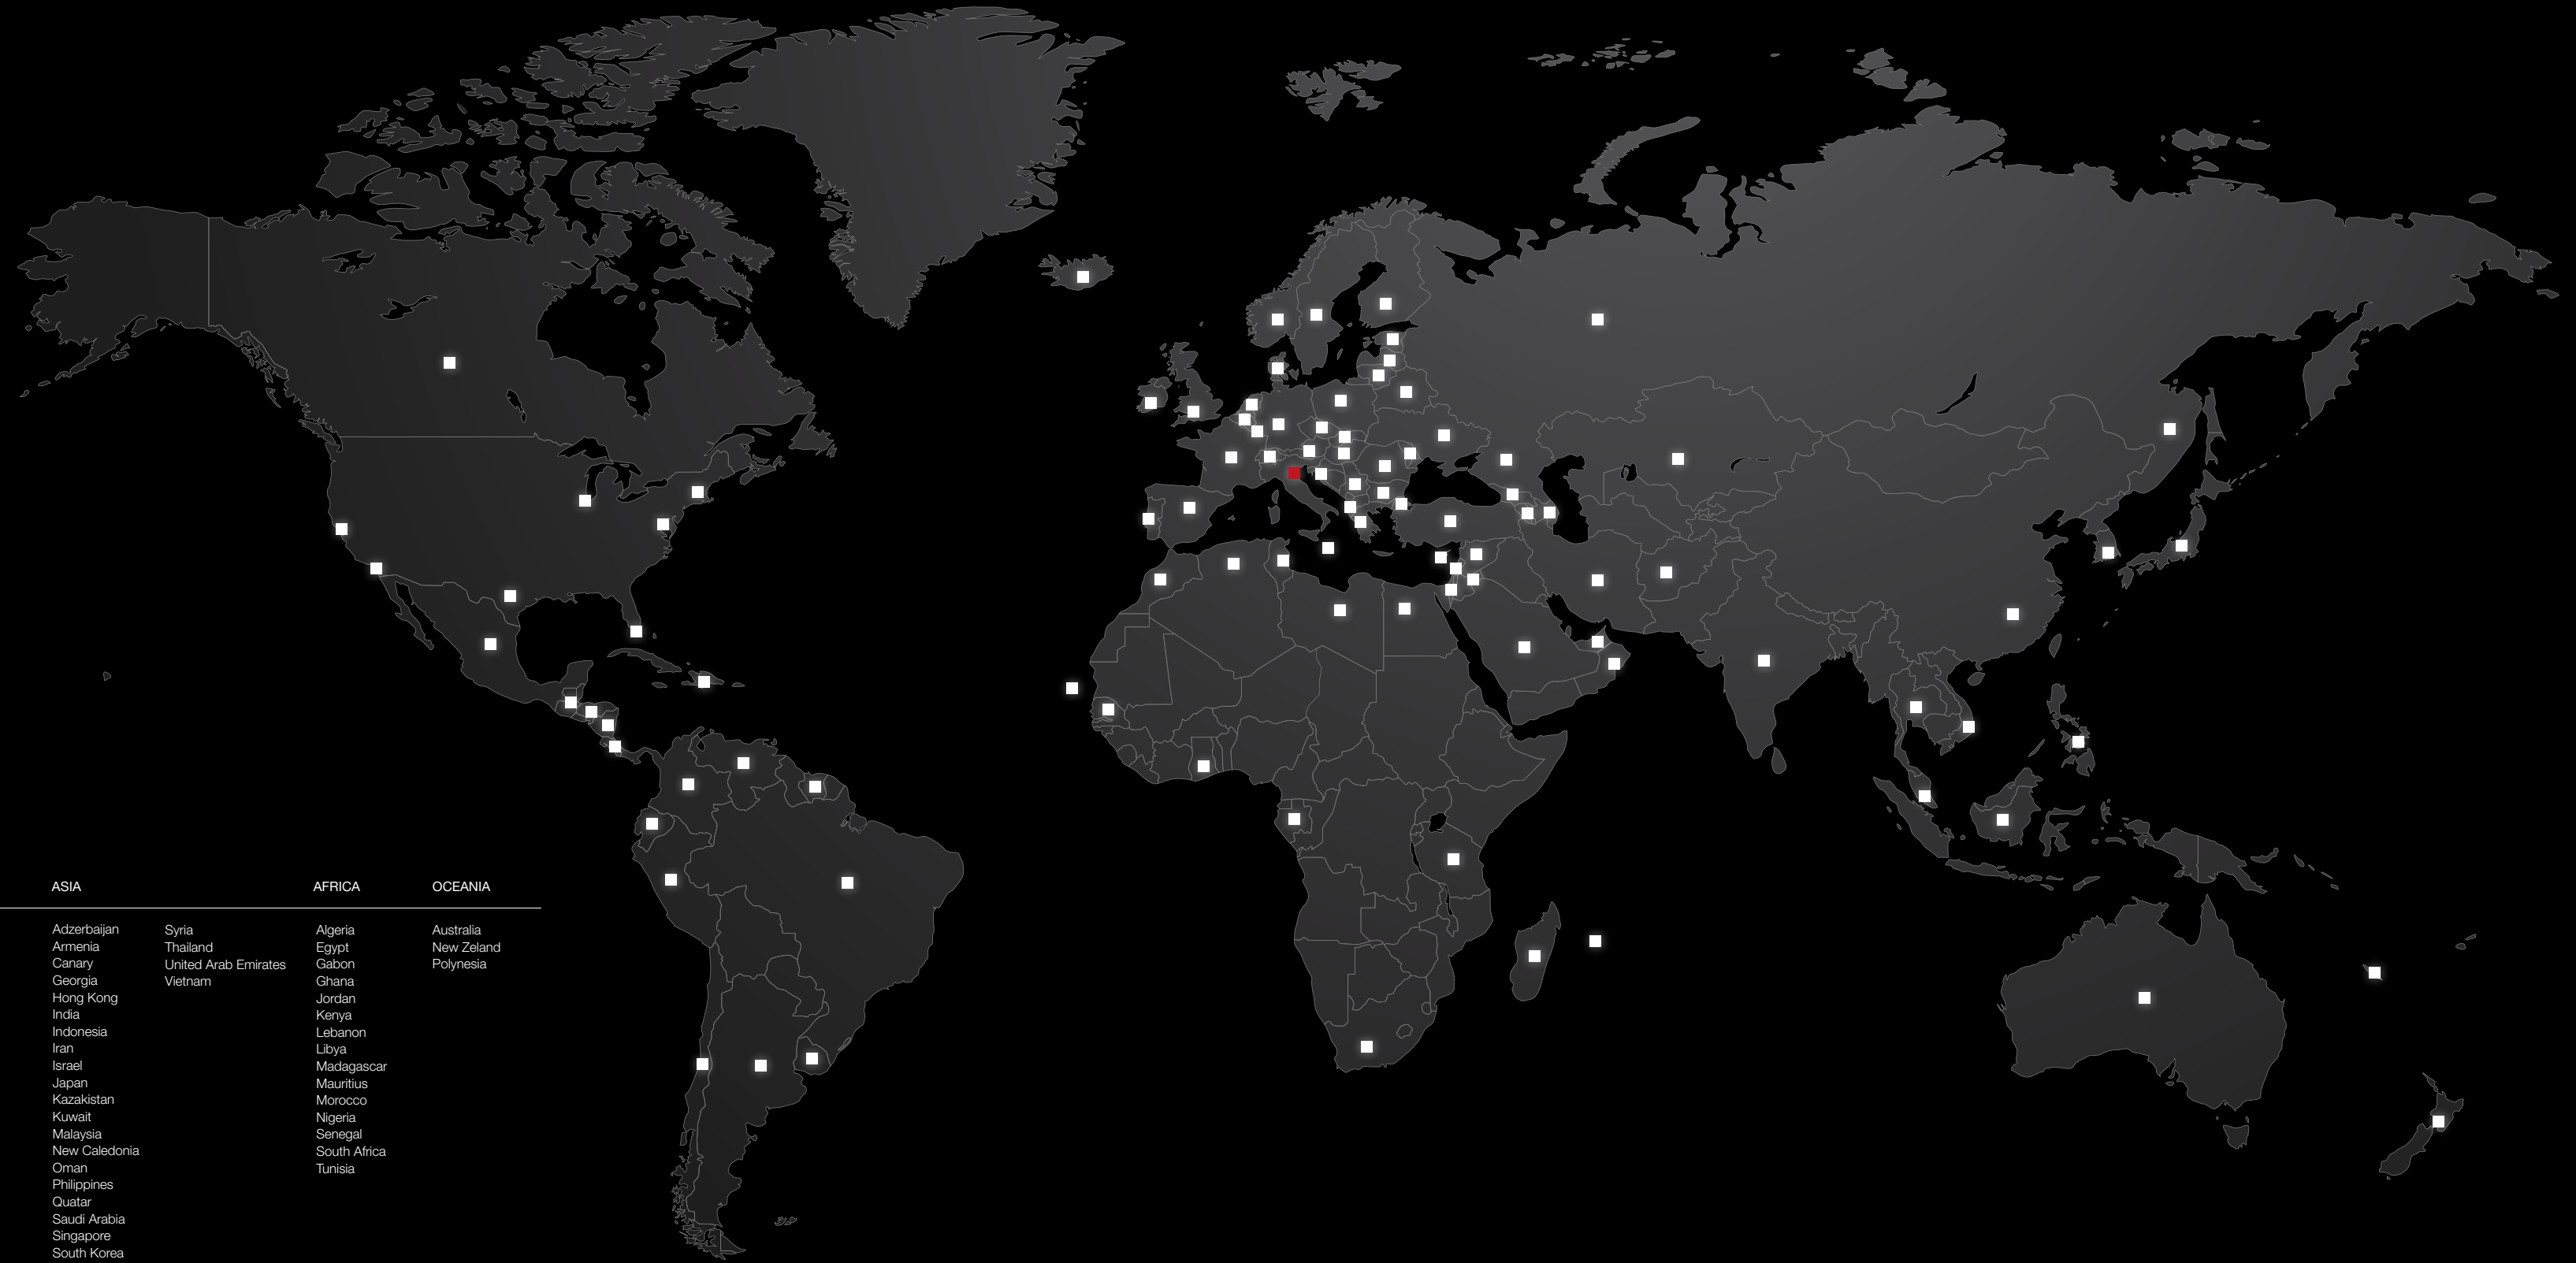 ASIA
Adzerbaijan
Armenia
Canary
Georgia
Hong Kong
India
Indonesia
Iran
Israel
Japan
Kazakistan
Kuwait
Malaysia
New Caledonia
Oman
Philippines
Quatar
Saudi Arabia
Singapore
South Korea
Syria
Thailand
United Arab Emirates
Vietnam
AFRICA
Algeria
Egypt
Gabon
Ghana
Jordan
Kenya
Lebanon
Libya
Madagascar
Mauritius
Morocco
Nigeria
Senegal
South Africa
Tunisia
OCEANIA
Australia
New Zeland
Polynesia